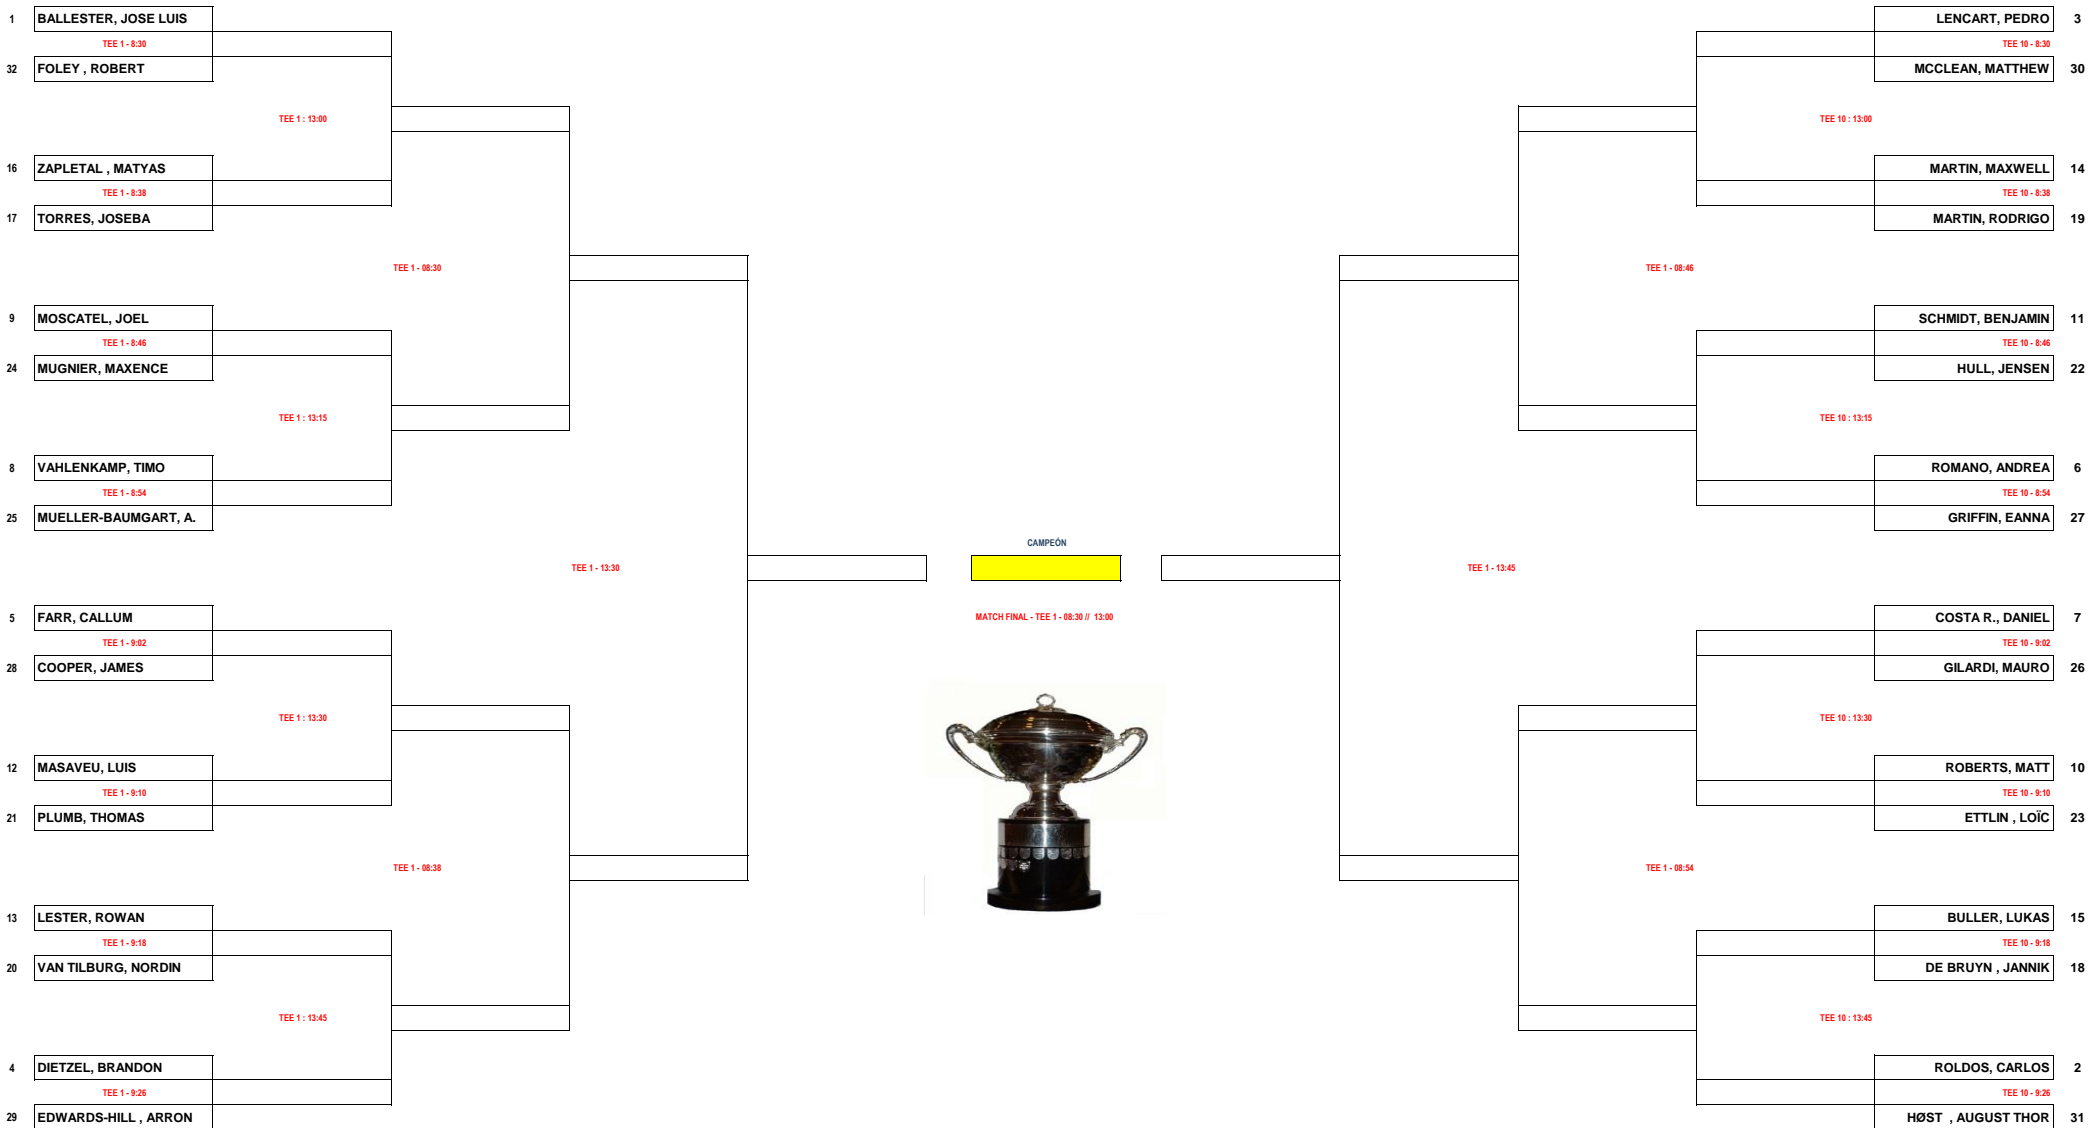 1 BALLESTER, JOSE LUIS
TEE 1 - 8:30
32 FOLEY , ROBERT
TEE 1 : 13:00
16 ZAPLETAL , MATYAS
TEE 1 - 8:38
17 TORRES, JOSEBA
TEE 1 - 08:30
9 MOSCATEL, JOEL
TEE 1 - 8:46
24 MUGNIER, MAXENCE
TEE 1 : 13:15
8 VAHLENKAMP, TIMO
TEE 1 - 8:54
25 MUELLER-BAUMGART, A.
TEE 1 - 13:30
5 FARR, CALLUM
TEE 1 - 9:02
28 COOPER, JAMES
TEE 1 : 13:30
12 MASAVEU, LUIS
TEE 1 - 9:10
21 PLUMB, THOMAS
TEE 1 - 08:38
13 LESTER, ROWAN
TEE 1 - 9:18
20 VAN TILBURG, NORDIN
TEE 1 : 13:45
4 DIETZEL, BRANDON
TEE 1 - 9:26
29 EDWARDS-HILL , ARRON
CAMPEÓN
MATCH FINAL - TEE 1 - 08:30 // 13:00
LENCART, PEDRO 3
TEE 10 - 8:30
MCCLEAN, MATTHEW 30
TEE 10 : 13:00
MARTIN, MAXWELL 14
TEE 10 - 8:38
MARTIN, RODRIGO 19
TEE 1 - 08:46
SCHMIDT, BENJAMIN 11
TEE 10 - 8:46
HULL, JENSEN 22
TEE 10 : 13:15
ROMANO, ANDREA 6
TEE 10 - 8:54
GRIFFIN, EANNA 27
TEE 1 - 13:45
COSTA R., DANIEL 7
TEE 10 - 9:02
GILARDI, MAURO 26
TEE 10 : 13:30
ROBERTS, MATT 10
TEE 10 - 9:10
ETTLIN , LOÏC 23
TEE 1 - 08:54
BULLER, LUKAS 15
TEE 10 - 9:18
DE BRUYN , JANNIK 18
TEE 10 : 13:45
ROLDOS, CARLOS 2
TEE 10 - 9:26
HØST , AUGUST THOR 31